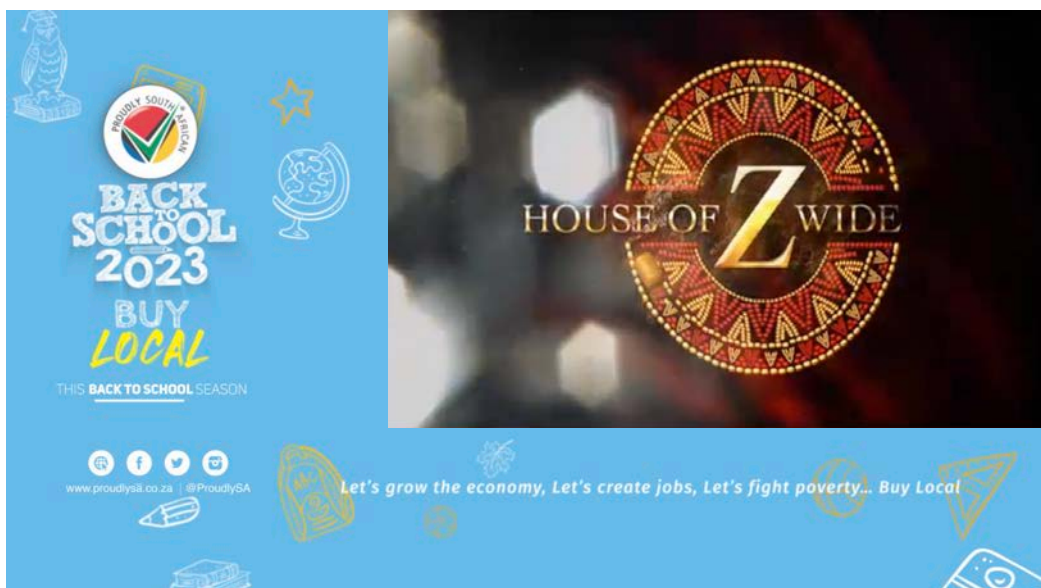 PROUDLY SOUTH AFRICAN
BACK
TO
SCHOOL
2023
BUY
LOCAL
THIS BACK TO SCHOOL SEASON
www.proudlysa.co.za | @ProudlySA
HOUSE OF Z WIDE
ABC
Let's grow the economy, Let's create jobs, Let's fight poverty... Buy Local